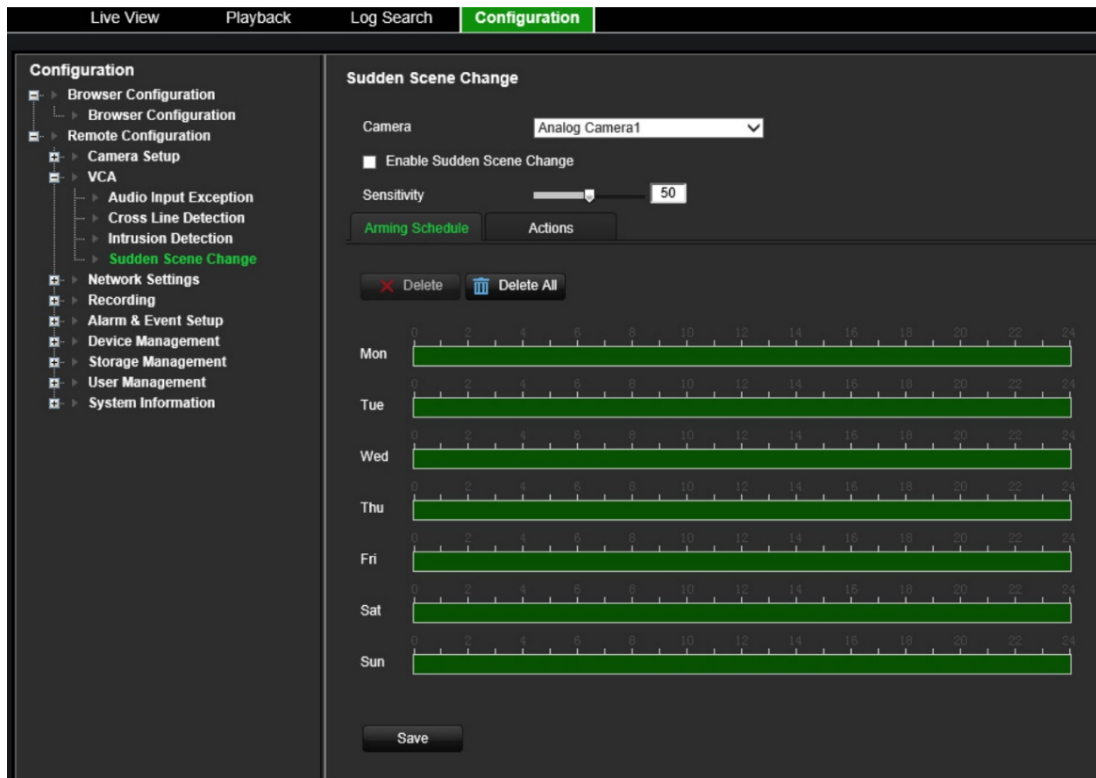 Live View Playback Log Search Configuration
Configuration
Browser Configuration
Browser Configuration
Remote Configuration
Camera Setup
VCA
Audio Input Exception
Cross Line Detection
Intrusion Detection
Sudden Scene Change
Network Settings
Recording
Alarm & Event Setup
Device Management
Storage Management
User Management
System Information
Sudden Scene Change
Camera Analog Camera1
Enable Sudden Scene Change
Sensitivity 50
Arming Schedule Actions
Delete Delete All
0 2 4 6 8 10 12 14 16 18 20 22 24
Mon
0 2 4 6 8 10 12 14 16 18 20 22 24
Tue
0 2 4 6 8 10 12 14 16 18 20 22 24
Wed
0 2 4 6 8 10 12 14 16 18 20 22 24
Thu
0 2 4 6 8 10 12 14 16 18 20 22 24
Fri
0 2 4 6 8 10 12 14 16 18 20 22 24
Sat
0 2 4 6 8 10 12 14 16 18 20 22 24
Sun
Save